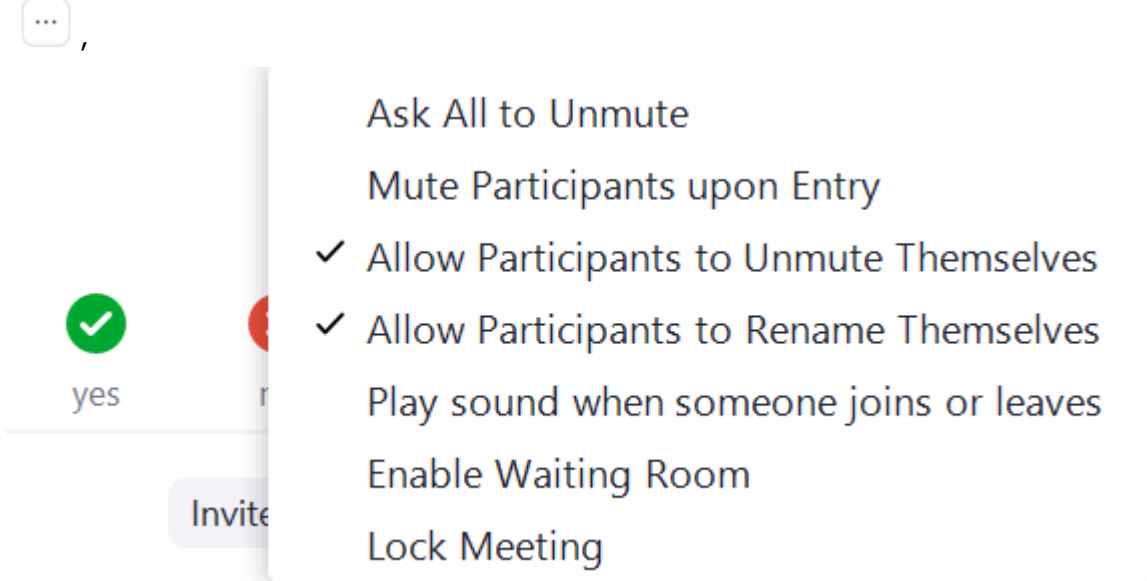 ... ,
Ask All to Unmute
Mute Participants upon Entry
Allow Participants to Unmute Themselves
Allow Participants to Rename Themselves
yes
Play sound when someone joins or leaves
Enable Waiting Room
Invite
Lock Meeting